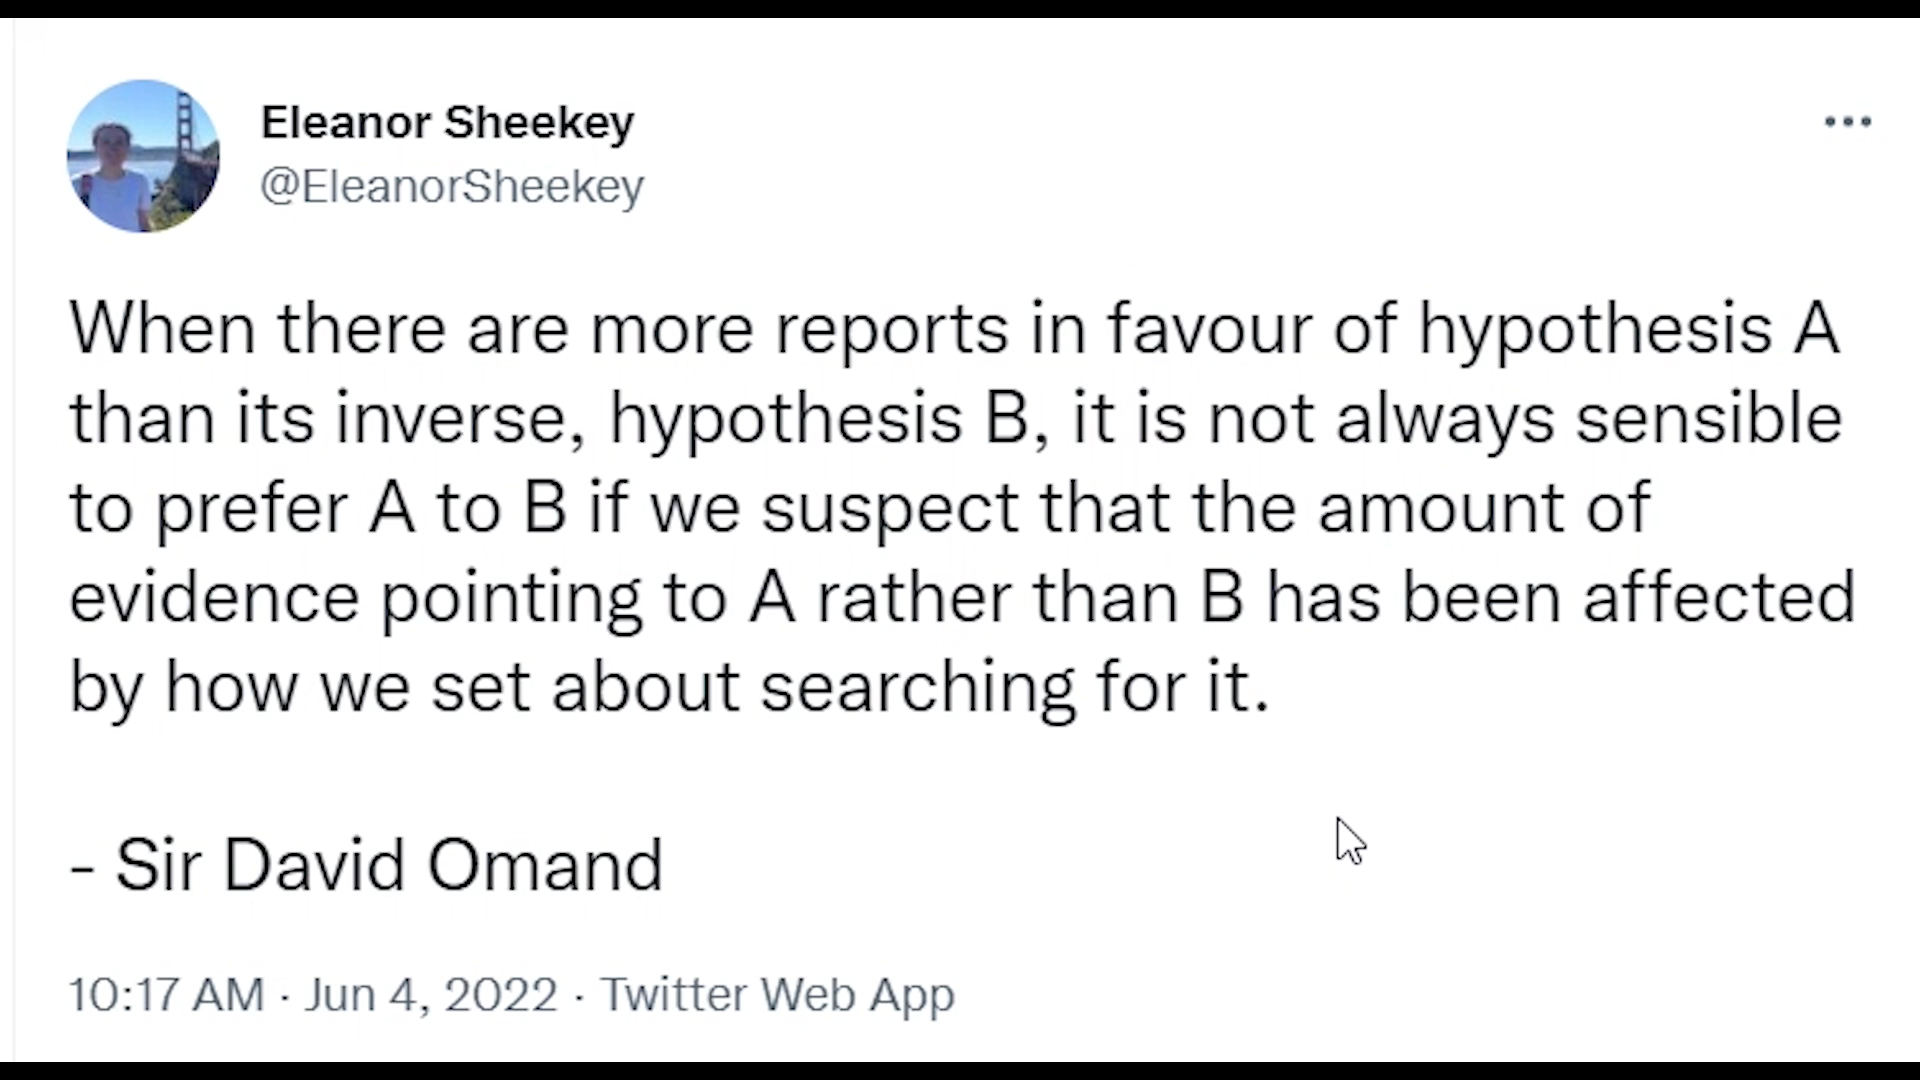 Eleanor Sheekey
@EleanorSheekey
When there are more reports in favour of hypothesis A
than its inverse, hypothesis B, it is not always sensible
to prefer A to B if we suspect that the amount of
evidence pointing to A rather than B has been affected
by how we set about searching for it.
- Sir David Omand
10:17 AM · Jun 4, 2022 · Twitter Web App